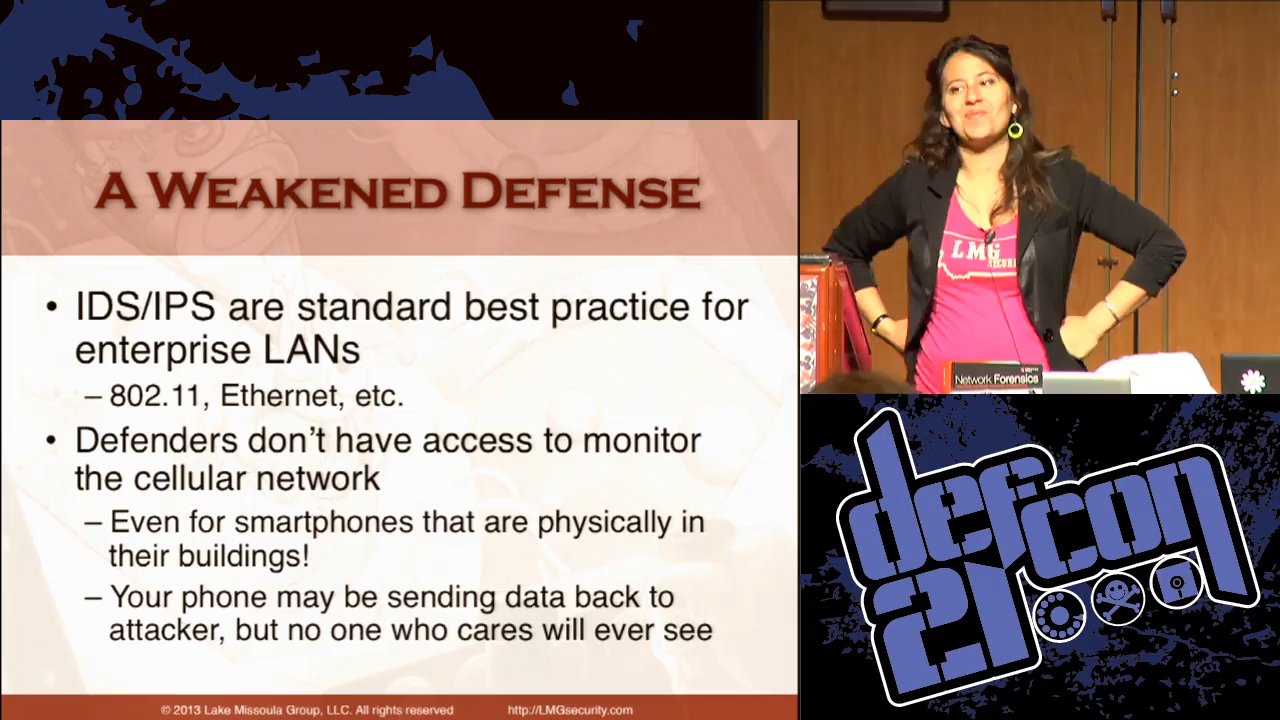 A WEAKENED DEFENSE
• IDS/IPS are standard best practice for
enterprise LANs
– 802.11, Ethernet, etc.
• Defenders don't have access to monitor
the cellular network
– Even for smartphones that are physically in
their buildings!
– Your phone may be sending data back to
attacker, but no one who cares will ever see
© 2013 Lake Missoula Group, LLC. All rights reserved http://LMGsecurity.com
LMG
Network Forensics
defcon
21